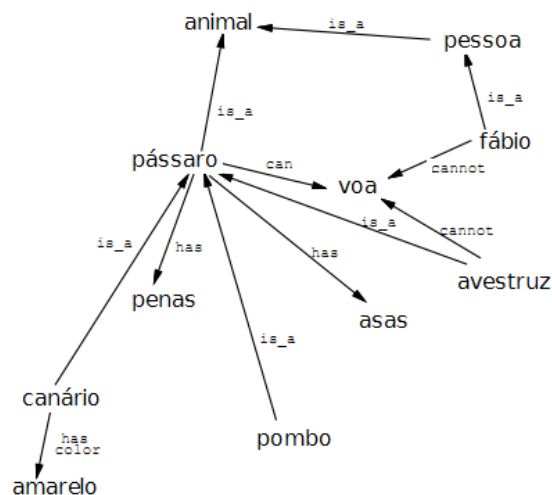 animal
is_a
pessoa
is_a
is_a
fábio
pássaro
can
voa
cannot
is_a
has
has
is_a
cannot
avestruz
penas
asas
is_a
canário
has
color
pombo
amarelo